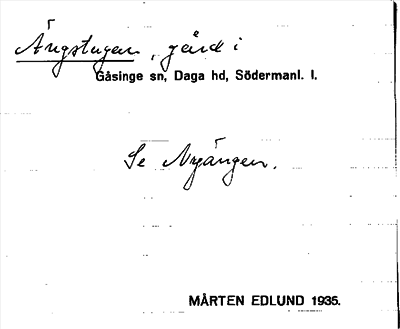 Ängstugan, gård i
Gåsinge sn, Daga hd, Södermanl. l.
Se Nyängen.
MÅRTEN EDLUND 1935.